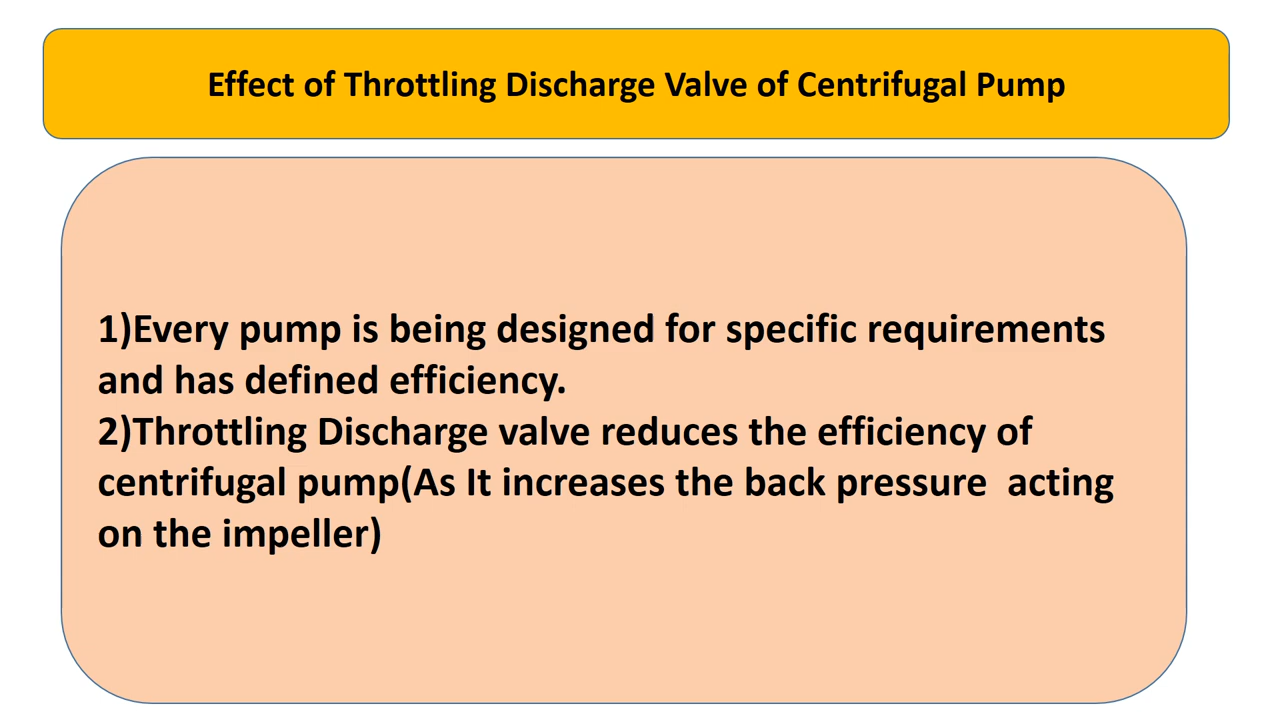 Effect of Throttling Discharge Valve of Centrifugal Pump
1)Every pump is being designed for specific requirements
and has defined efficiency.
2)Throttling Discharge valve reduces the efficiency of
centrifugal pump(As It increases the back pressure  acting
on the impeller)